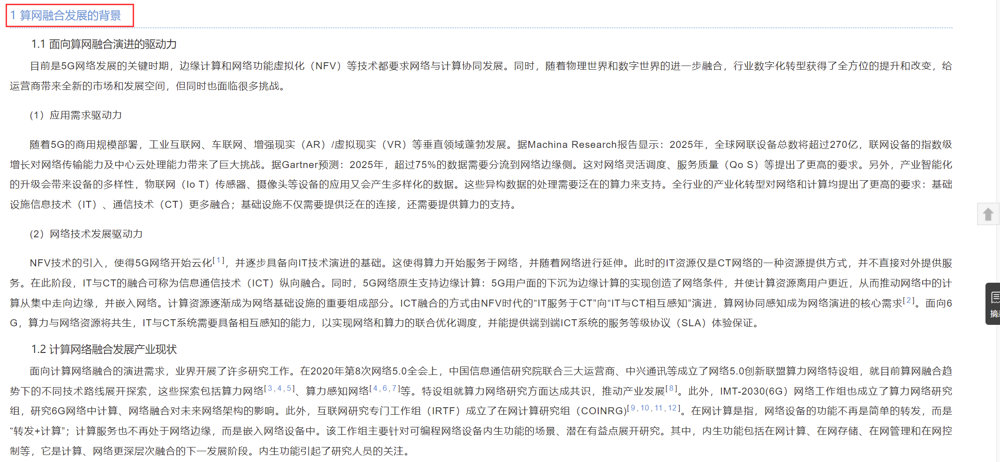 1 算网融合发展的背景
1.1 面向算网融合演进的驱动力
目前是5G网络发展的关键时期，边缘计算和网络功能虚拟化（NFV）等技术都要求网络与计算协同发展。同时，随着物理世界和数字世界的进一步融合，行业数字化转型获得了全方位的提升和改变，给
运营商带来全新的市场和发展空间，但同时也面临很多挑战。
(1）应用需求驱动力
随着5G的商用规模部署，工业互联网、车联网、增强现实（AR）/虚拟现实（VR）等垂直领域蓬勃发展。据Machina Research报告显示：2025年，全球网联设备总数将超过270亿，联网设备的指数级
增长对网络传输能力及中心云处理能力带来了巨大挑战。据Gartner预测：2025年，超过75%的数据需要分流到网络边缘侧。这对网络灵活调度、服务质量（Qo S）等提出了更高的要求。另外，产业智能化
的升级会带来设备的多样性，物联网（Io T）传感器、摄像头等设备的应用又会产生多样化的数据。这些异构数据的处理需要泛在的算力来支持。全行业的产业化转型对网络和计算均提出了更高的要求：基础
设施信息技术（IT）、通信技术（CT）更多融合；基础设施不仅需要提供泛在的连接，还需要提供算力的支持。
(2）网络技术发展驱动力
NFV技术的引入，使得5G网络开始云化[1]，并逐步具备向IT技术演进的基础。这使得算力开始服务于网络，并随着网络进行延伸。此时的IT资源仅是CT网络的一种资源提供方式，并不直接对外提供服
务。在此阶段，IT与CT的融合可称为信息通信技术（ICT）纵向融合。同时，5G网络原生支持边缘计算：5G用户面的下沉为边缘计算的实现创造了网络条件，并使计算资源离用户更近，从而推动网络中的计
算从集中走向边缘，并嵌入网络。计算资源逐渐成为网络基础设施的重要组成部分。ICT融合的方式由NFV时代的“IT服务于CT”向“IT与CT相互感知”演进，算网协同感知成为网络演进的核心需求[2]。面向6
G，算力与网络资源将共生，IT与CT系统需要具备相互感知的能力，以实现网络和算力的联合优化调度，并能提供端到端ICT系统的服务等级协议（SLA）体验保证。
1.2 计算网络融合发展产业现状
面向计算网络融合的演进需求，业界开展了许多研究工作。在2020年第8次网络5.0全会上，中国信息通信研究院联合三大运营商、中兴通讯等成立了网络5.0创新联盟算力网络特设组，就目前算网融合趋
势下的不同技术路线展开探索，这些探索包括算力网络[3,4,5]、算力感知网络[4,6,7]等。特设组就算力网络研究方面达成共识，推动产业发展[8]。此外，IMT-2030(6G）网络工作组也成立了算力网络研究
组，研究6G网络中计算、网络融合对未来网络架构的影响。此外，互联网研究专门工作组（IRTF）成立了在网计算研究组（COINRG)[9,10,11,12]。在网计算是指，网络设备的功能不再是简单的转发，而是
“转发+计算”；计算服务也不再处于网络边缘，而是嵌入网络设备中。该工作组主要针对可编程网络设备内生功能的场景、潜在有益点展开研究。其中，内生功能包括在网计算、在网存储、在网管理和在网控
制等，它是计算、网络更深层次融合的下一发展阶段。内生功能引起了研究人员的关注。
摘